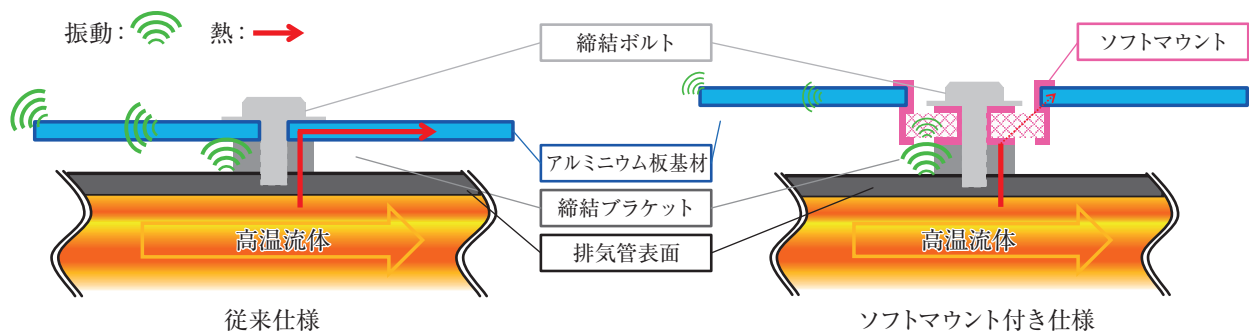 振動：
熱：
締結ボルト
ソフトマウント
アルミニウム板基材
締結ブラケット
排気管表面
高温流体
高温流体
従来仕様
ソフトマウント付き仕様